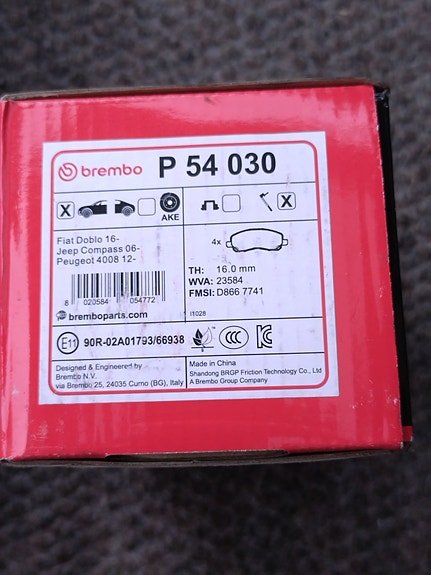 brembo P 54 030
X
X
AKE
Fiat Doblo 16-
Jeep Compass 06-
Peugeot 4008 12-
4x
TH: 16.0 mm
WVA: 23584
FMSI: D866 7741
8 020584 054772
bremboparts.com
I1028
E11 90R-02A01793/66938
CCC
Designed & Engineered by
Brembo N.V.
via Brembo 25, 24035 Curno (BG), Italy
Made in China
Shandong BRGP Friction Technology Co., Ltd
A Brembo Group Company